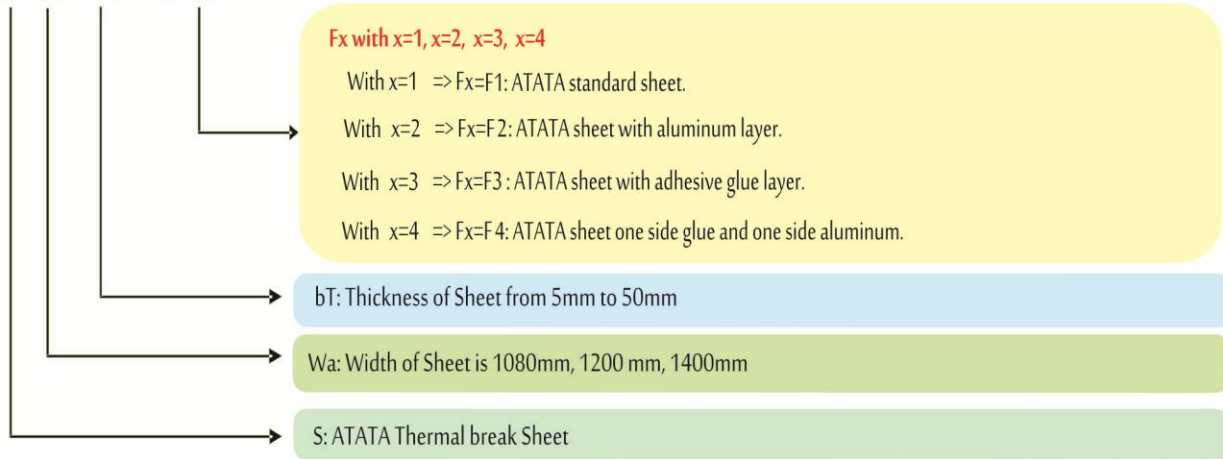 Fx with x=1, x=2, x=3, x=4
With x=1 => Fx=F1: ATATA standard sheet.
With x=2 => Fx=F2: ATATA sheet with aluminum layer.
With x=3 => Fx=F3 : ATATA sheet with adhesive glue layer.
With x=4 => Fx=F4: ATATA sheet one side glue and one side aluminum.
bT: Thickness of Sheet from 5mm to 50mm
Wa: Width of Sheet is 1080mm, 1200 mm, 1400mm
S: ATATA Thermal break Sheet